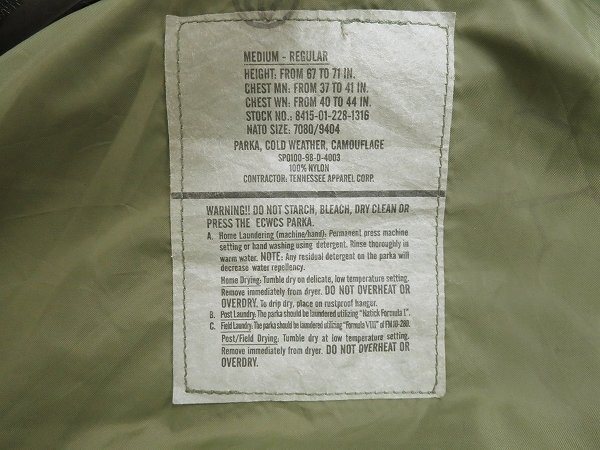 MEDIUM - REGULAR
HEIGHT: FROM 67 TO 71 IN.
CHEST MN: FROM 37 TO 41 IN.
CHEST WN: FROM 40 TO 44 IN.
STOCK NO.: 8415-01-228-1316
NATO SIZE: 7080/9404
PARKA, COLD WEATHER, CAMOUFLAGE
SPO100-98-D-4003
100% NYLON
CONTRACTOR: TENNESSEE APPAREL CORP.
WARNING!! DO NOT STARCH, BLEACH, DRY CLEAN OR
PRESS THE ECWCS PARKA.
A. Home Laundering (machine/hand): Permanent press machine
setting or hand washing using detergent. Rinse thoroughly in
warm water. NOTE: Any residual detergent on the parka will
decrease water repellency.
Home Drying: Tumble dry on delicate, low temperature setting.
Remove immediately from dryer. DO NOT OVERHEAT OR
OVERDRY. To drip dry, place on rustproof hanger.
B. Post Laundry: The parka should be laundered utilizing "Natick Formula I".
C. Field Laundry: The parka should be laundered utilizing "Formula VIII" of FM 10-280.
Post/Field Drying: Tumble dry at low temperature setting.
Remove immediately from dryer. DO NOT OVERHEAT OR
OVERDRY.